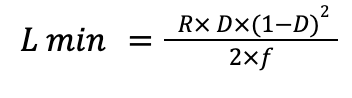 L min = R× D×(1−D)² / 2×f